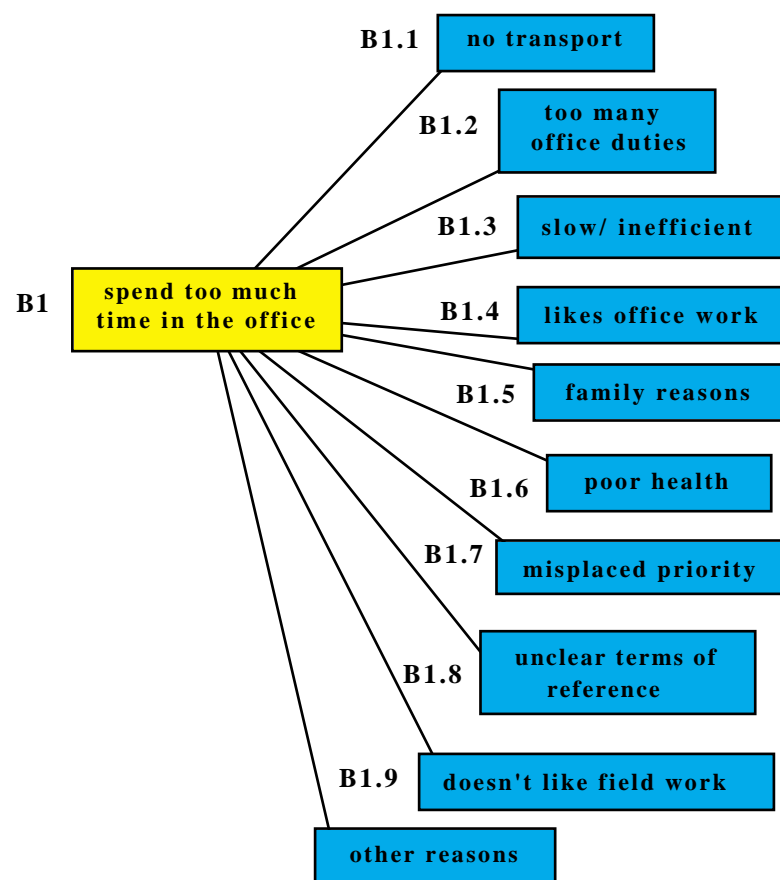 B1.1
no transport
B1.2
too many
office duties
B1.3
slow/ inefficient
B1
spend too much
time in the office
B1.4
likes office work
B1.5
family reasons
B1.6
poor health
B1.7
misplaced priority
B1.8
unclear terms of
reference
B1.9
doesn't like field work
other reasons